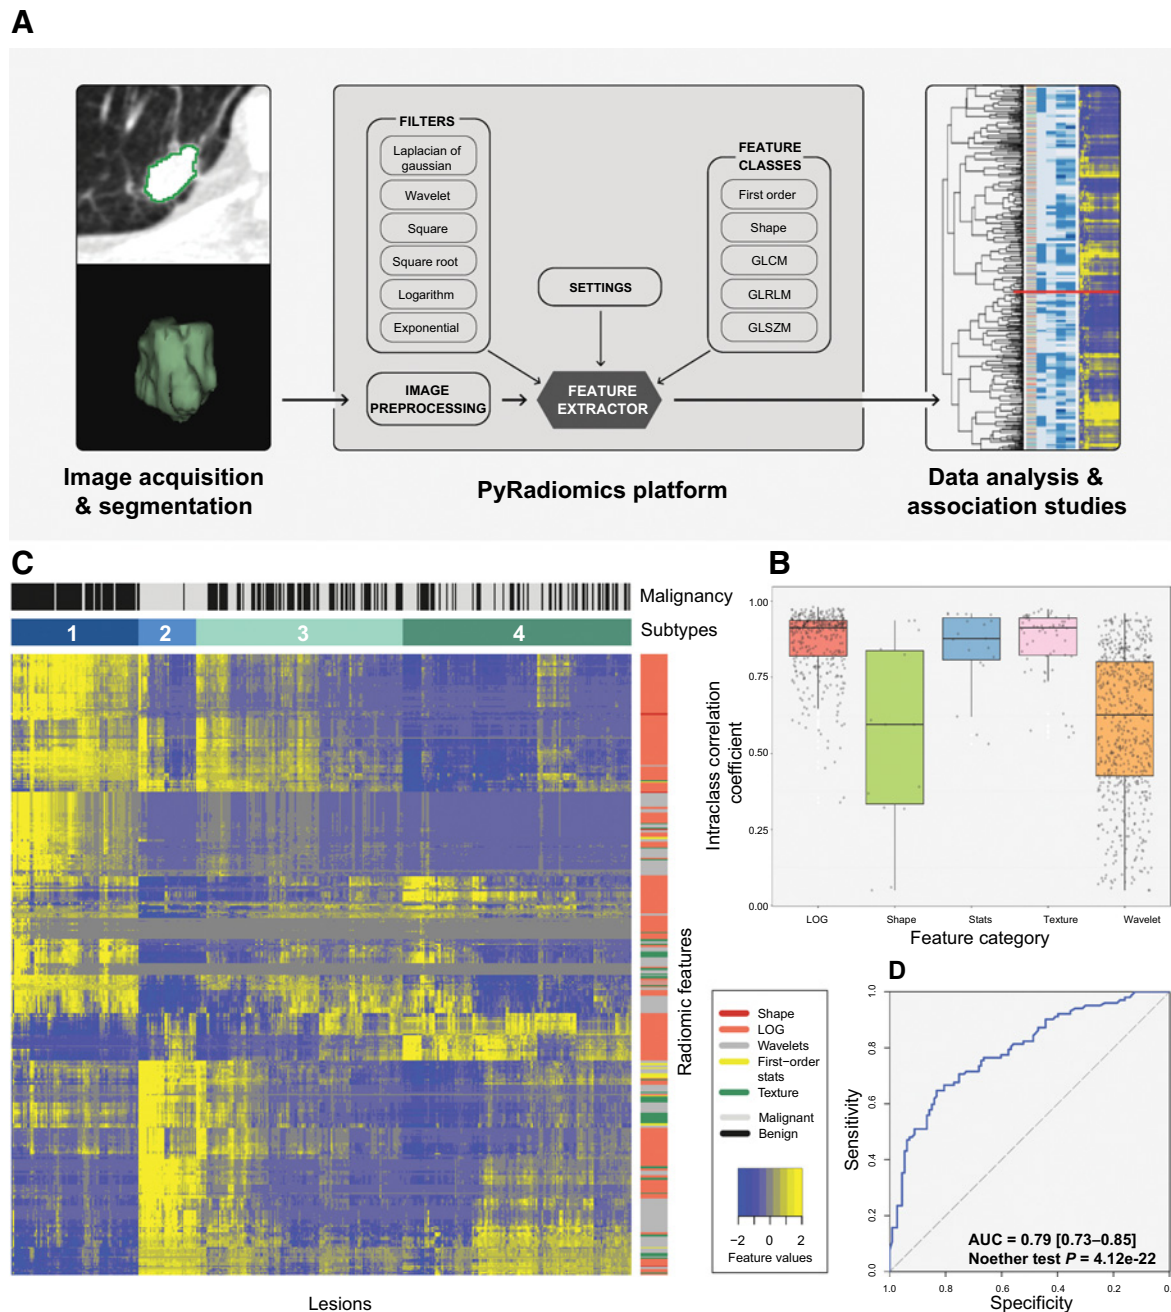 A
FILTERS
Laplacian of
gaussian
Wavelet
Square
Square root
Logarithm
Exponential
IMAGE
PREPROCESSING
SETTINGS
FEATURE
EXTRACTOR
FEATURE
CLASSES
First order
Shape
GLCM
GLRLM
GLSZM
Image acquisition
& segmentation
PyRadiomics platform
Data analysis &
association studies
C
Malignancy
1 2 3 4
Subtypes
Radiomic features
Lesions
B
1.00
0.75
0.50
0.25
0.00
Intraclass correlation
coefficient
LOG Shape Stats Texture Wavelet
Feature category
Shape
LOG
Wavelets
First-order
stats
Texture
Malignant
Benign
−2 0 2
Feature values
D
1.0
0.8
0.6
0.4
0.2
0.0
Sensitivity
AUC = 0.79 [0.73–0.85]
Noether test P = 4.12e-22
1.0 0.8 0.6 0.4 0.2
Specificity